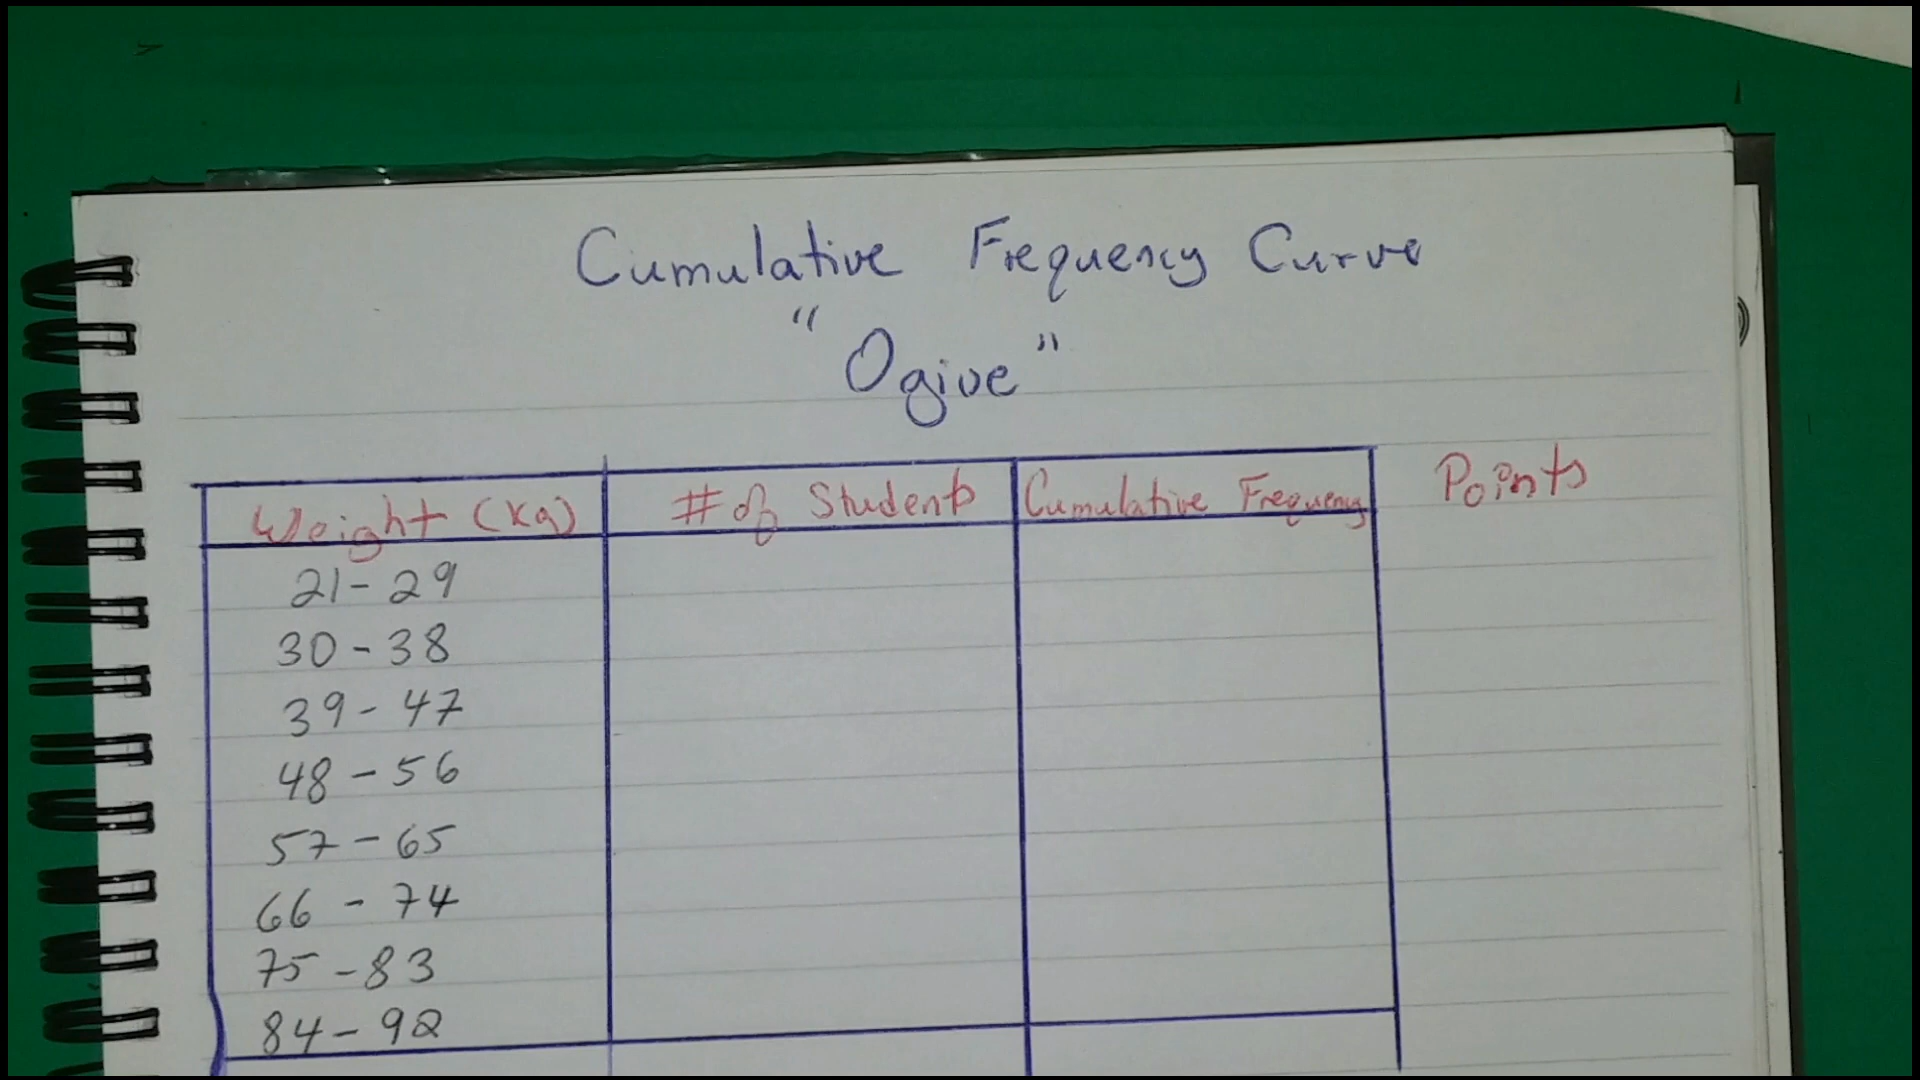 Cumulative Frequency Curve
"Ogive"
Weight (Kg) # of Students Cumulative Frequency Points
21 - 29
30 - 38
39 - 47
48 - 56
57 - 65
66 - 74
75 - 83
84 - 92